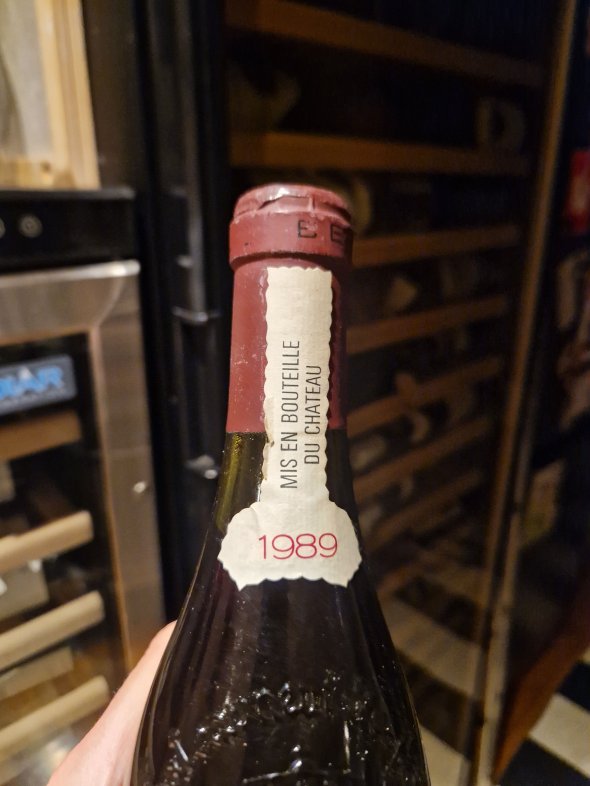 E E
MIS EN BOUTEILLE
DU CHATEAU
1989